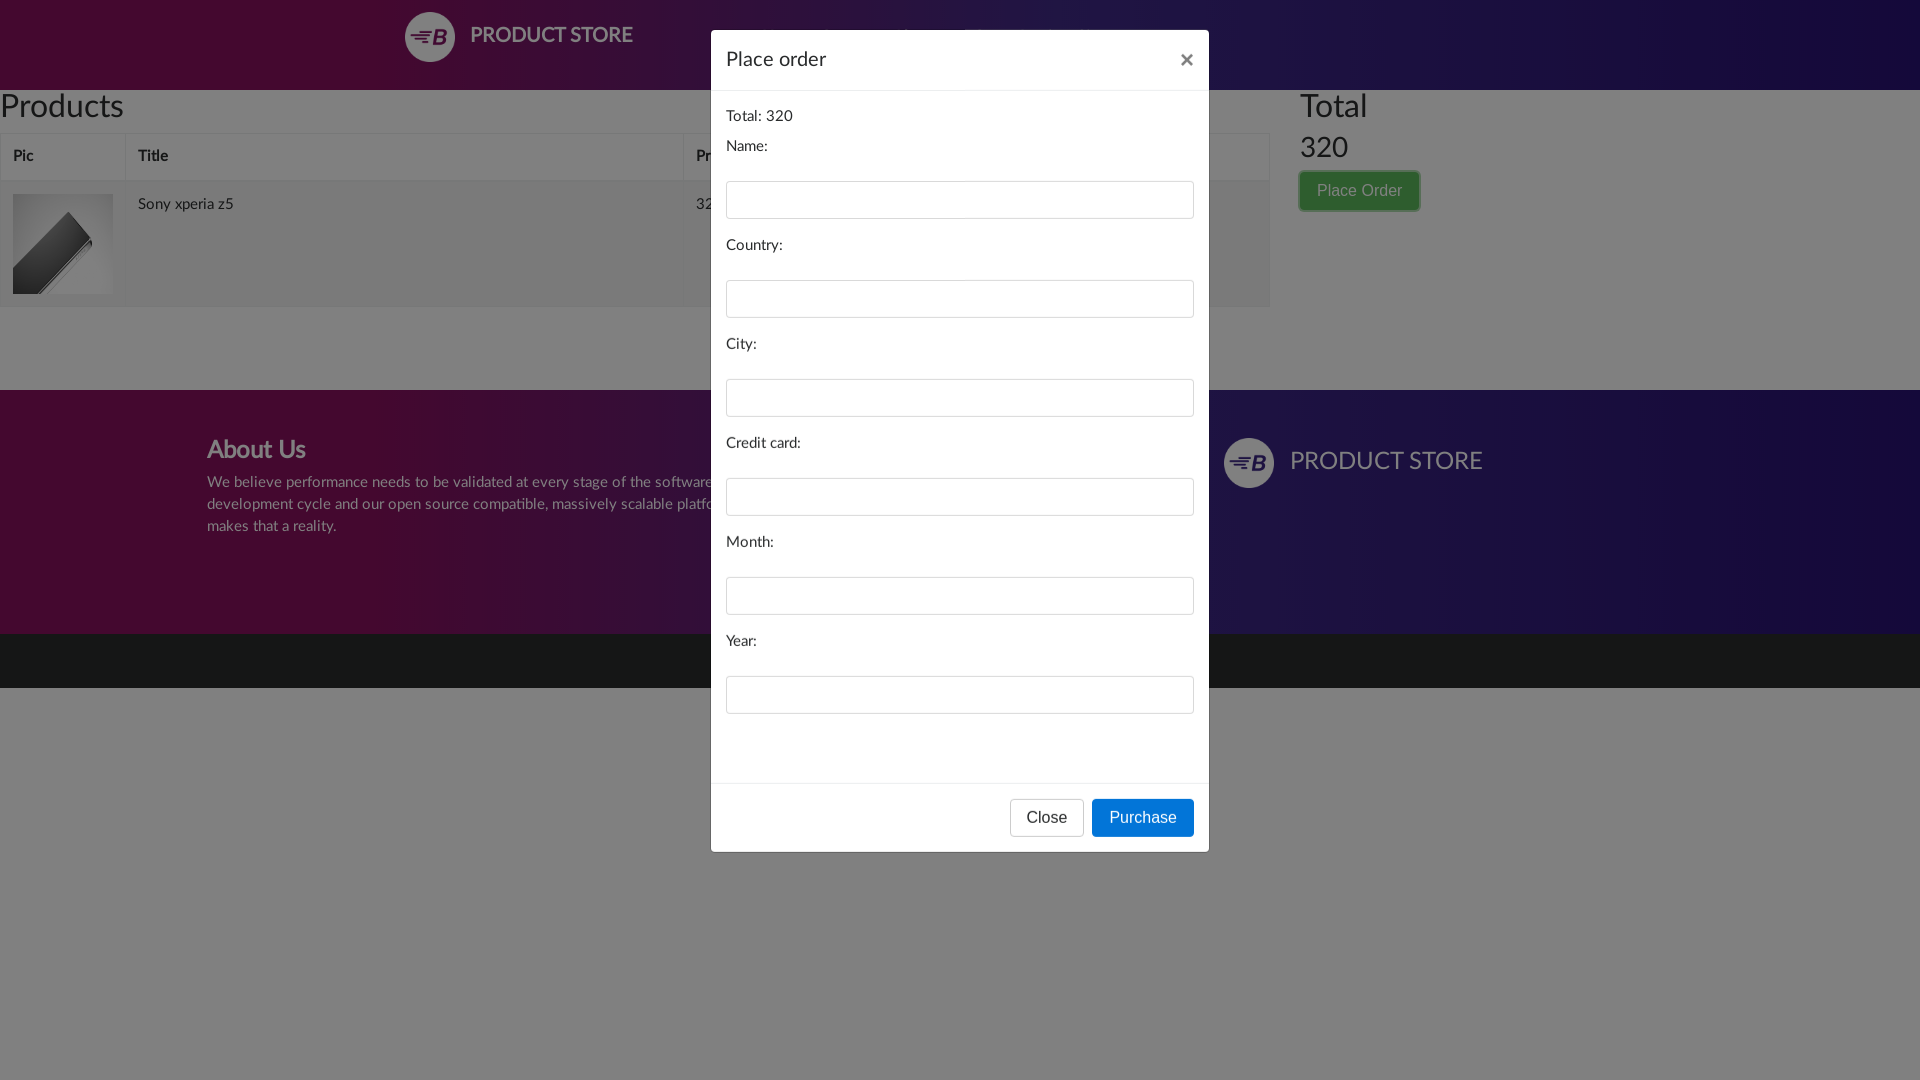 PRODUCT STORE
Place order
×
Products
Total
320
Pic
Title
Pr
Sony xperia z5
32
Place Order
Total: 320
Name:
Country:
City:
Credit card:
Month:
Year:
Close
Purchase
About Us
We believe performance needs to be validated at every stage of the software
development cycle and our open source compatible, massively scalable platfo
makes that a reality.
B PRODUCT STORE